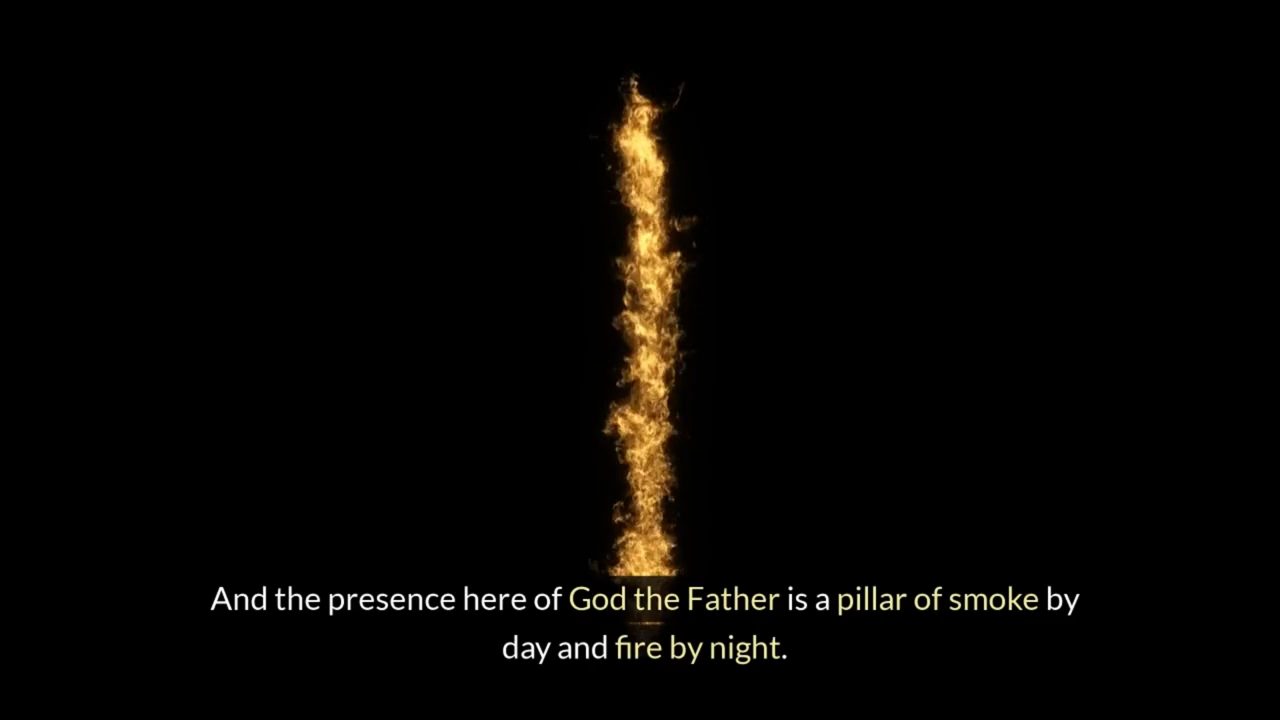 And the presence here of God the Father is a pillar of smoke by
day and fire by night.